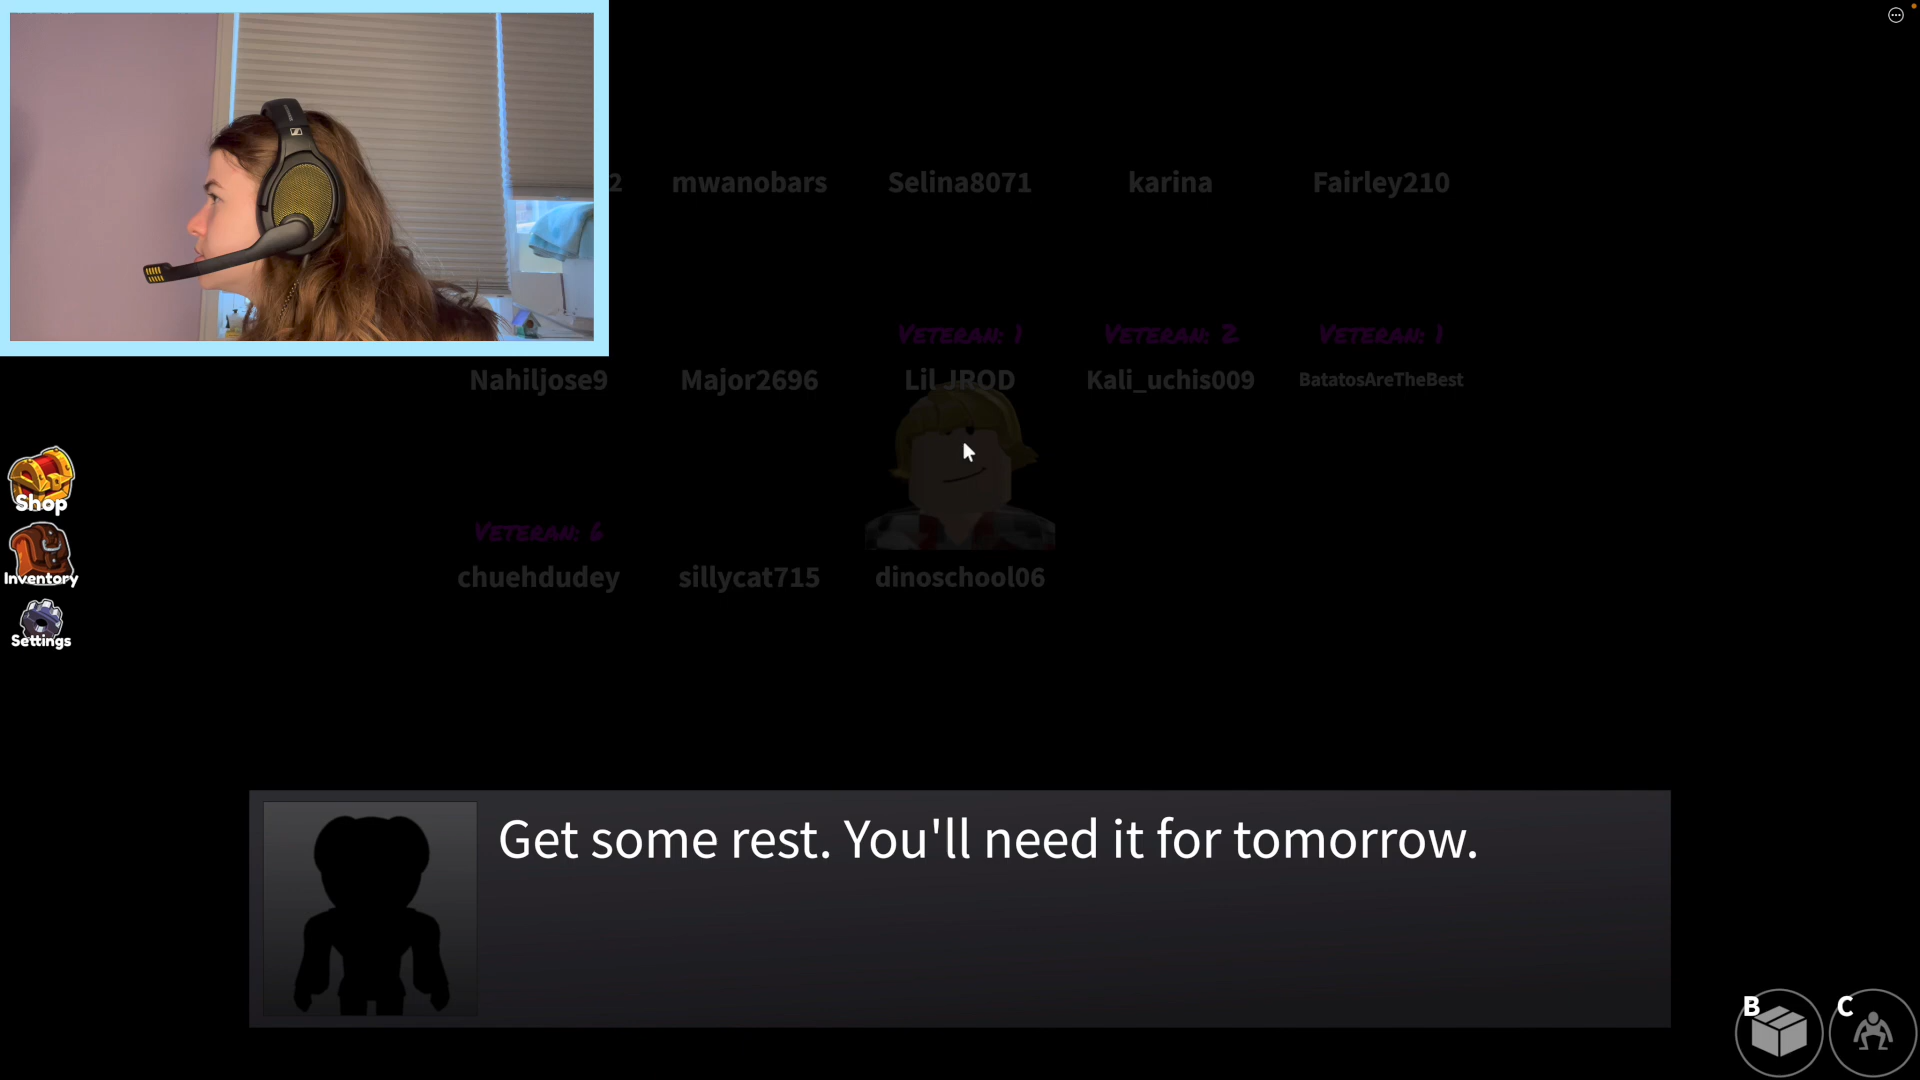 2 mwanobars Selina8071 karina Fairley210
Veteran: 1 Veteran: 2 Veteran: 1
Nahiljose9 Major2696 Lil JROD Kali_uchis009 BatatosAreTheBest
Shop
Veteran: 6
Inventory
chuehdudey sillycat715 dinoschool06
Settings
Get some rest. You'll need it for tomorrow.
B C